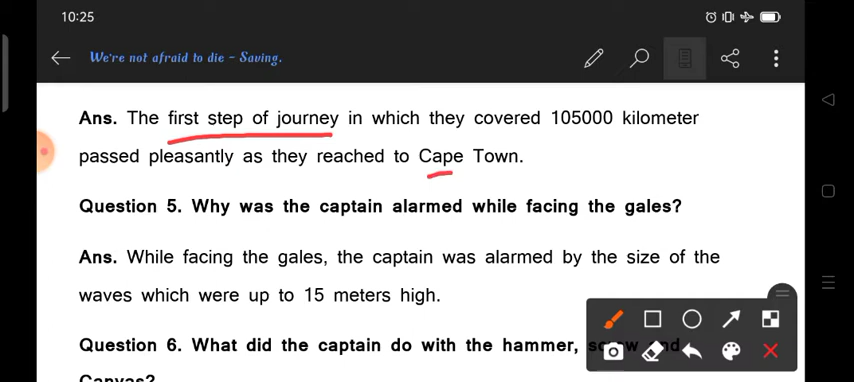 10:25
We're not afraid to die - Saving,
Ans. The first step of journey in which they covered 105000 kilometer
passed pleasantly as they reached to Cape Town.
Question 5. Why was the captain alarmed while facing the gales?
Ans. While facing the gales, the captain was alarmed by the size of the
waves which were up to 15 meters high.
Question 6. What did the captain do with the hammer, screw and
Canvas?